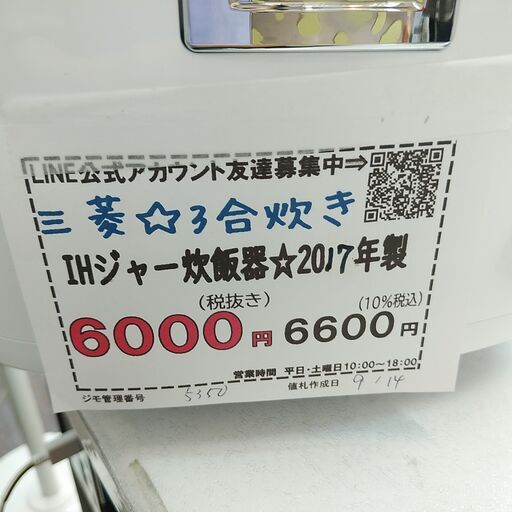 LINE公式アカウント友達募集中⇒
三菱☆3合炊き
IHジャー炊飯器☆2017年製
(税抜き) (10%税込)
6000円 6600円
営業時間 平日・土曜日10:00～18:00
ジモ管理番号 5350 値札作成日 9/14